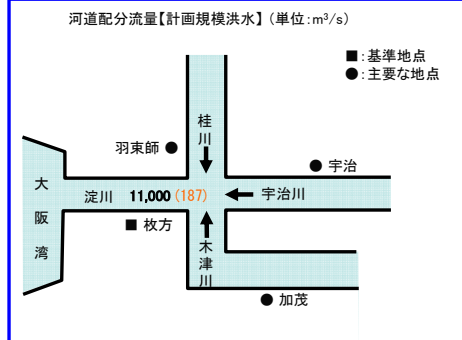 河道配分流量【計画規模洪水】（単位：m³/s）
■：基準地点
●：主要な地点
桂川
羽束師 ●
● 宇治
大阪湾
淀川 11,000 (187)
宇治川
■ 枚方
木津川
● 加茂